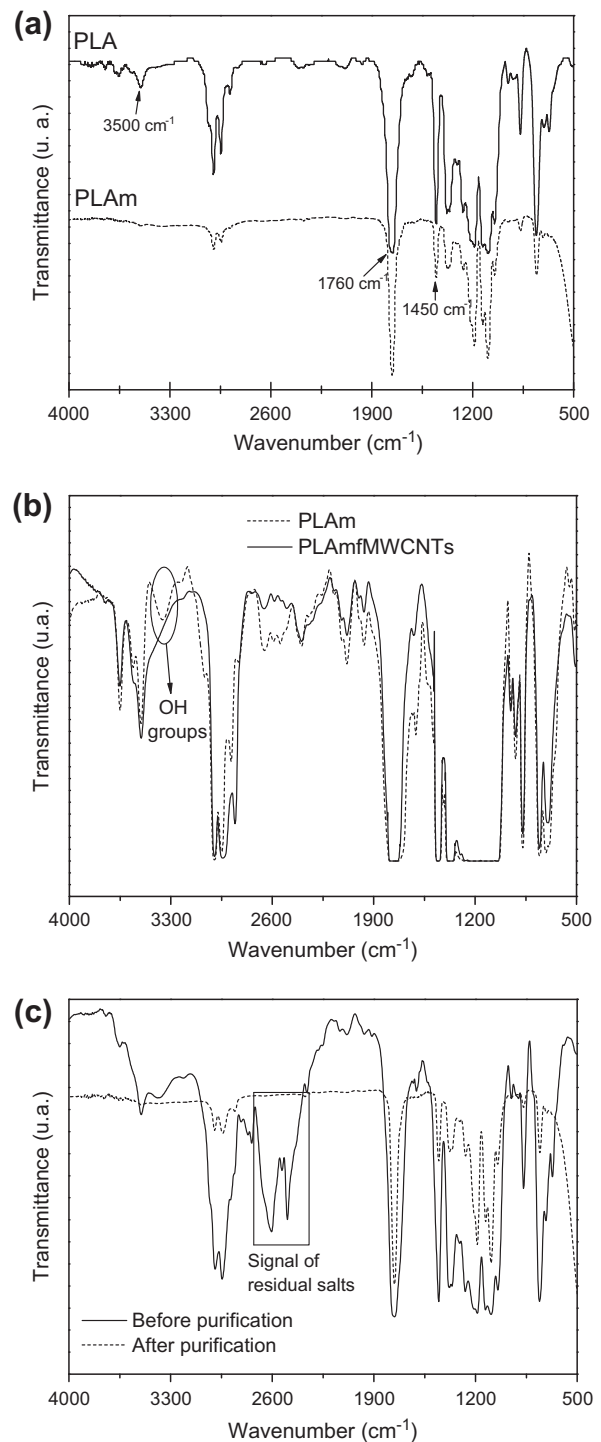 (a)
PLA
3500 cm⁻¹
PLAm
1760 cm⁻¹
1450 cm⁻¹
Transmittance (u. a.)
4000 3300 2600 1900 1200 500
Wavenumber (cm⁻¹)
(b)
PLAm
PLAmfMWCNTs
OH
groups
Transmittance (u.a.)
4000 3300 2600 1900 1200 500
Wavenumber (cm⁻¹)
(c)
Signal of
residual salts
Before purification
After purification
Transmittance (u.a.)
4000 3300 2600 1900 1200 500
Wavenumber (cm⁻¹)